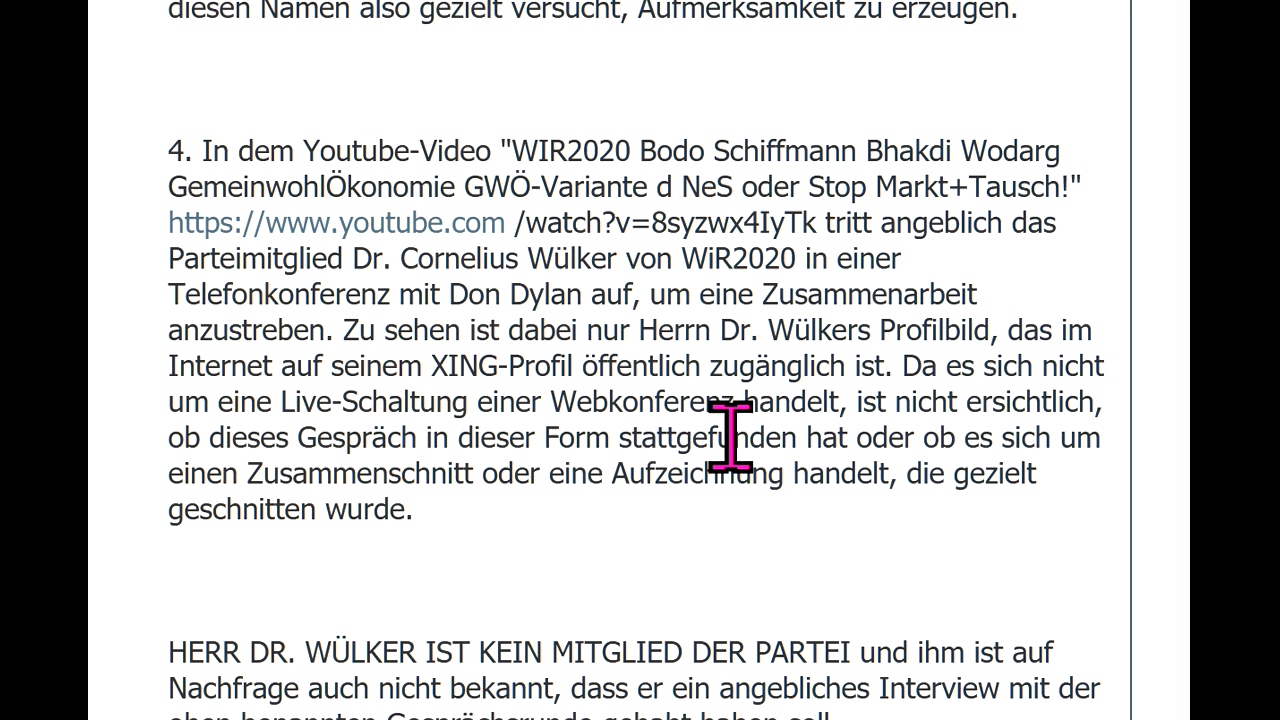 diesen Namen also gezielt versucht, Aufmerksamkeit zu erzeugen.
4. In dem Youtube-Video "WIR2020 Bodo Schiffmann Bhakdi Wodarg
GemeinwohlÖkonomie GWÖ-Variante d NeS oder Stop Markt+Tausch!"
https://www.youtube.com /watch?v=8syzwx4IyTk tritt angeblich das
Parteimitglied Dr. Cornelius Wülker von WiR2020 in einer
Telefonkonferenz mit Don Dylan auf, um eine Zusammenarbeit
anzustreben. Zu sehen ist dabei nur Herrn Dr. Wülkers Profilbild, das im
Internet auf seinem XING-Profil öffentlich zugänglich ist. Da es sich nicht
um eine Live-Schaltung einer Webkonferenz handelt, ist nicht ersichtlich,
ob dieses Gespräch in dieser Form stattgefunden hat oder ob es sich um
einen Zusammenschnitt oder eine Aufzeichnung handelt, die gezielt
geschnitten wurde.
HERR DR. WÜLKER IST KEIN MITGLIED DER PARTEI und ihm ist auf
Nachfrage auch nicht bekannt, dass er ein angebliches Interview mit der
eben benannten Gesprächsrunde gehabt haben soll.